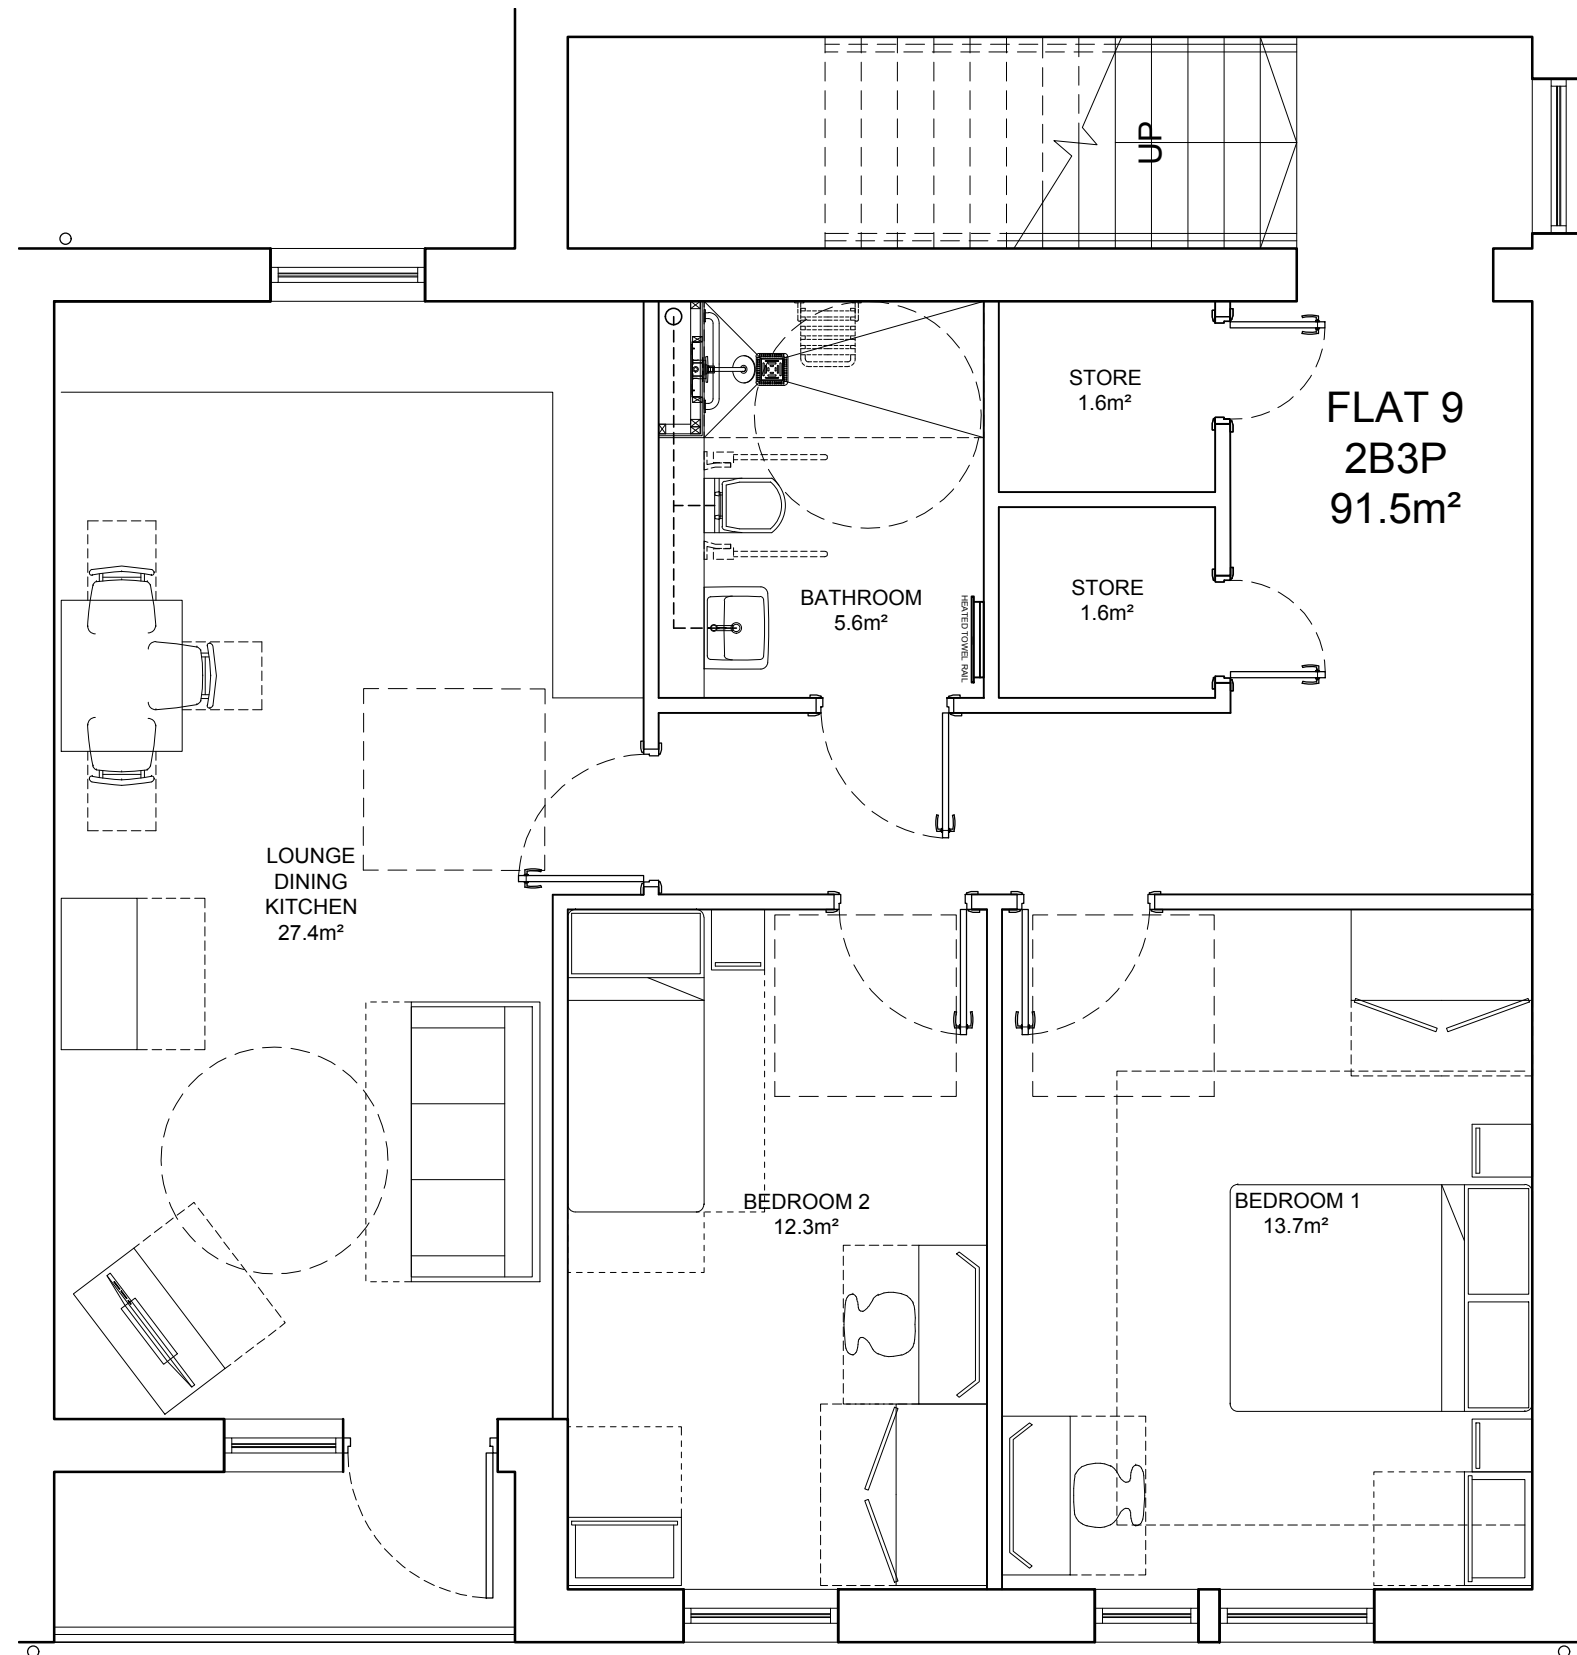 UP
STORE
1.6m²
FLAT 9
2B3P
91.5m²
STORE
1.6m²
BATHROOM
5.6m²
HEATED TOWEL RAIL
LOUNGE
DINING
KITCHEN
27.4m²
BEDROOM 2
12.3m²
BEDROOM 1
13.7m²